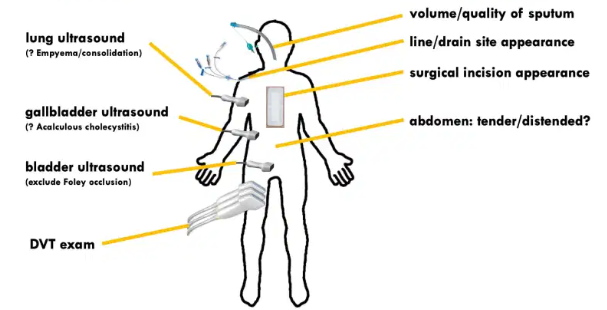 lung ultrasound
(? Empyema/consolidation)
gallbladder ultrasound
(? Acalculous cholecystitis)
bladder ultrasound
(exclude Foley occlusion)
DVT exam
volume/quality of sputum
line/drain site appearance
surgical incision appearance
abdomen: tender/distended?